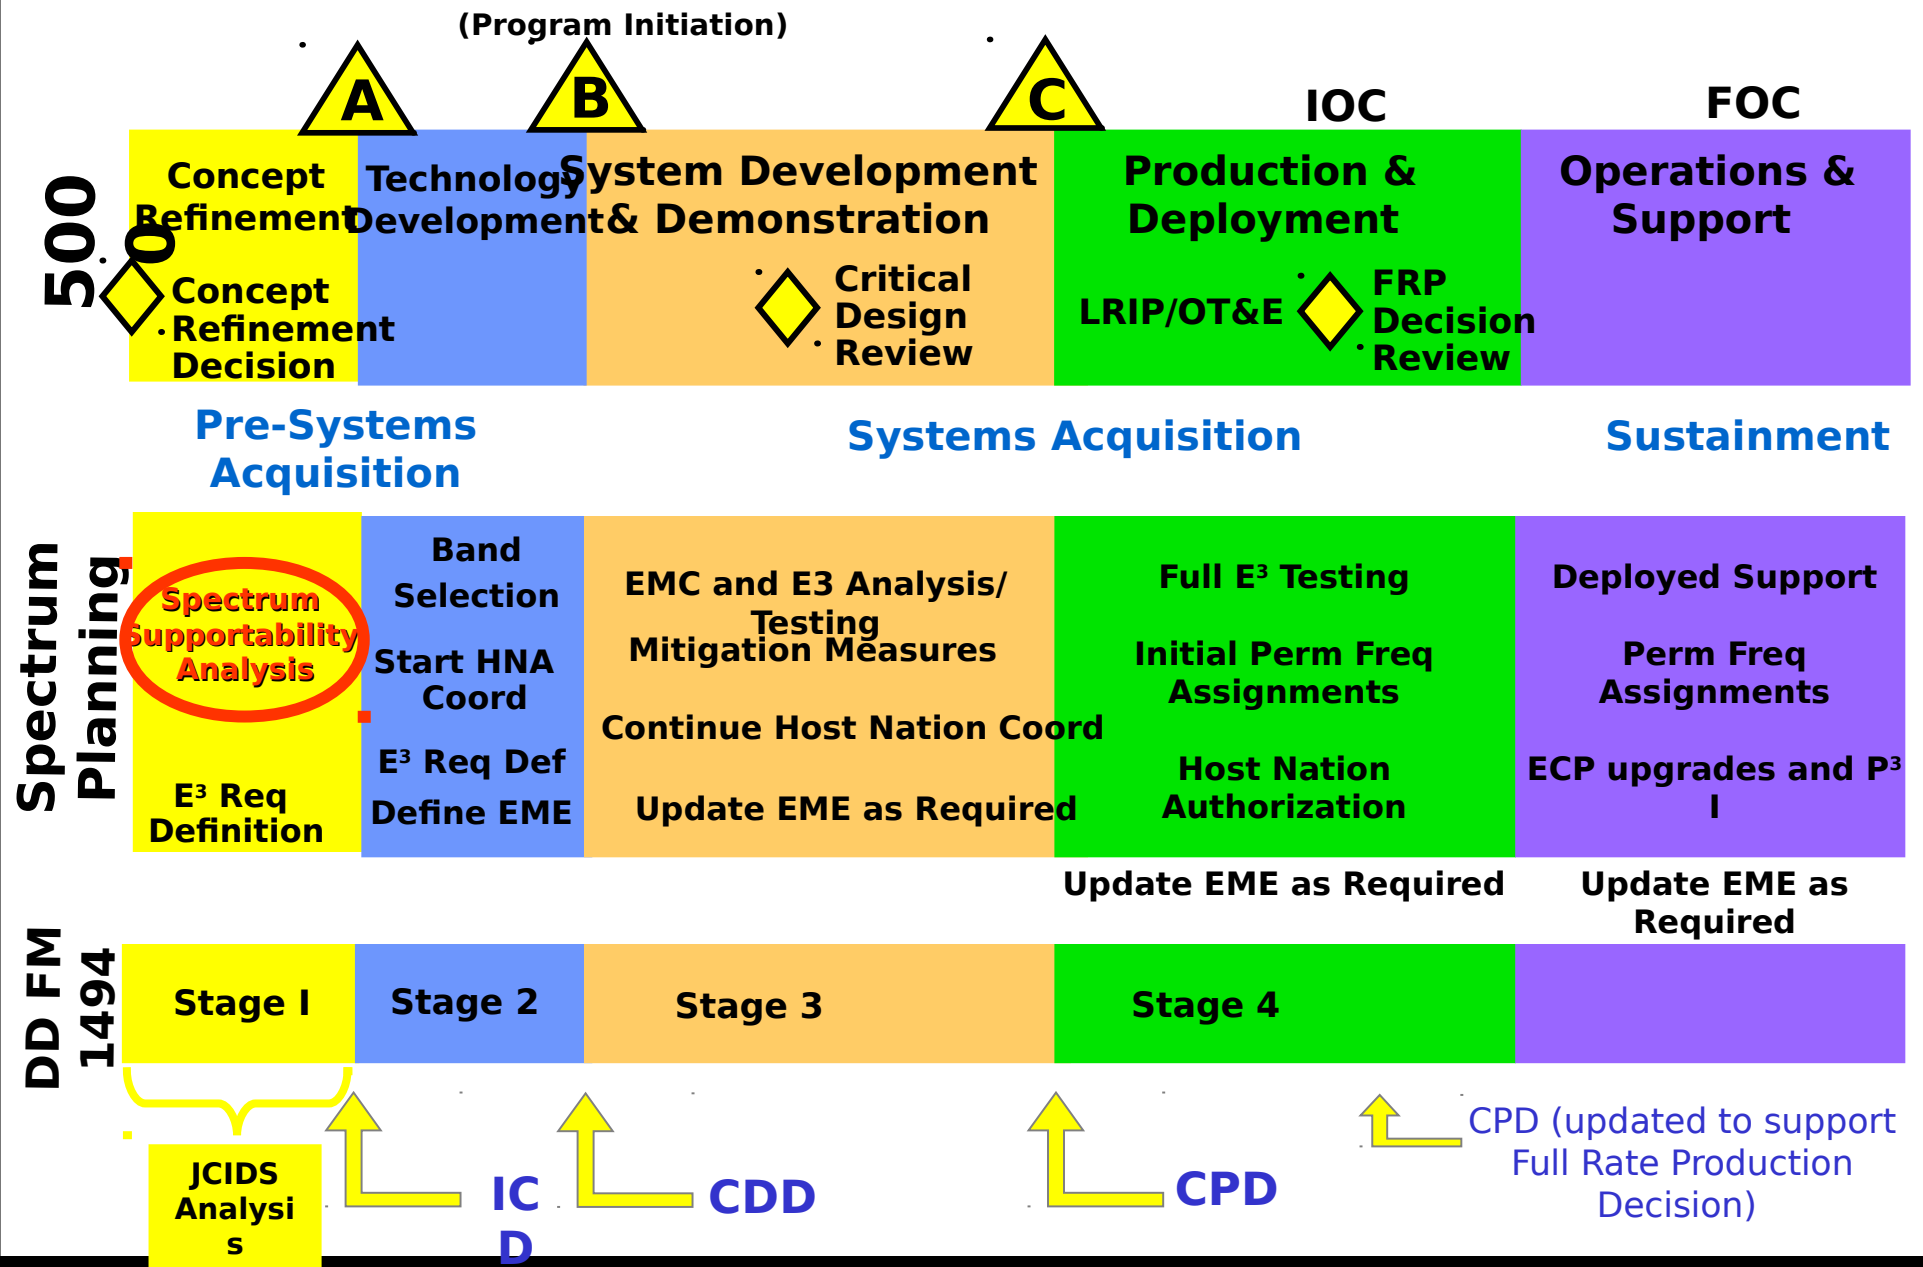 (Program Initiation)
A
B
C
IOC
FOC
500
0
Concept
Refinement
Technology
Development
System Development
& Demonstration
Production &
Deployment
Operations &
Support
Concept
Refinement
Decision
Critical
Design
Review
LRIP/OT&E
FRP
Decision
Review
Pre-Systems
Acquisition
Systems Acquisition
Sustainment
Spectrum
Planning
Spectrum
Supportability
Analysis
E³ Req
Definition
Band
Selection
Start HNA
Coord
E³ Req Def
Define EME
EMC and E3 Analysis/
Testing
Mitigation Measures
Continue Host Nation Coord
Update EME as Required
Full E³ Testing
Initial Perm Freq
Assignments
Host Nation
Authorization
Update EME as Required
Deployed Support
Perm Freq
Assignments
ECP upgrades and P³
I
Update EME as
Required
DD FM
1494
Stage I
Stage 2
Stage 3
Stage 4
JCIDS
Analysi
s
IC
D
CDD
CPD
CPD (updated to support
Full Rate Production
Decision)